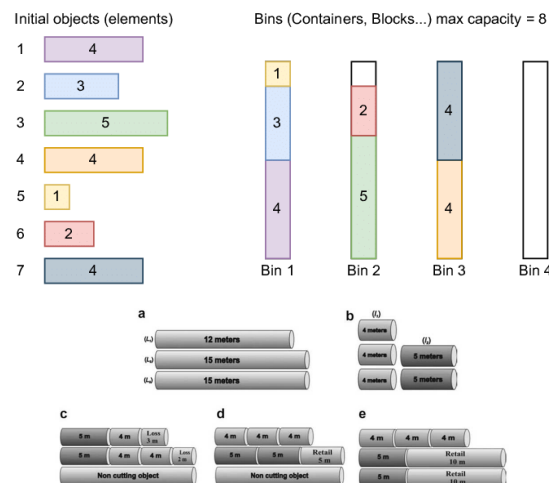 Initial objects (elements)
Bins (Containers, Blocks...) max capacity = 8
1 4
2 3
3 5
4 4
5 1
6 2
7 4
1
3
4
Bin 1
2
5
Bin 2
4
4
Bin 3
Bin 4
a
12 meters
15 meters
15 meters
b
4 meters
4 meters
4 meters
5 meters
5 meters
c
5 m 4 m Loss 3 m
5 m 4 m 4 m Loss 2 m
Non cutting object
d
4 m 4 m 4 m
5 m 5 m Retail 5 m
Non cutting object
e
4 m 4 m 4 m
5 m Retail 10 m
5 m Retail 10 m